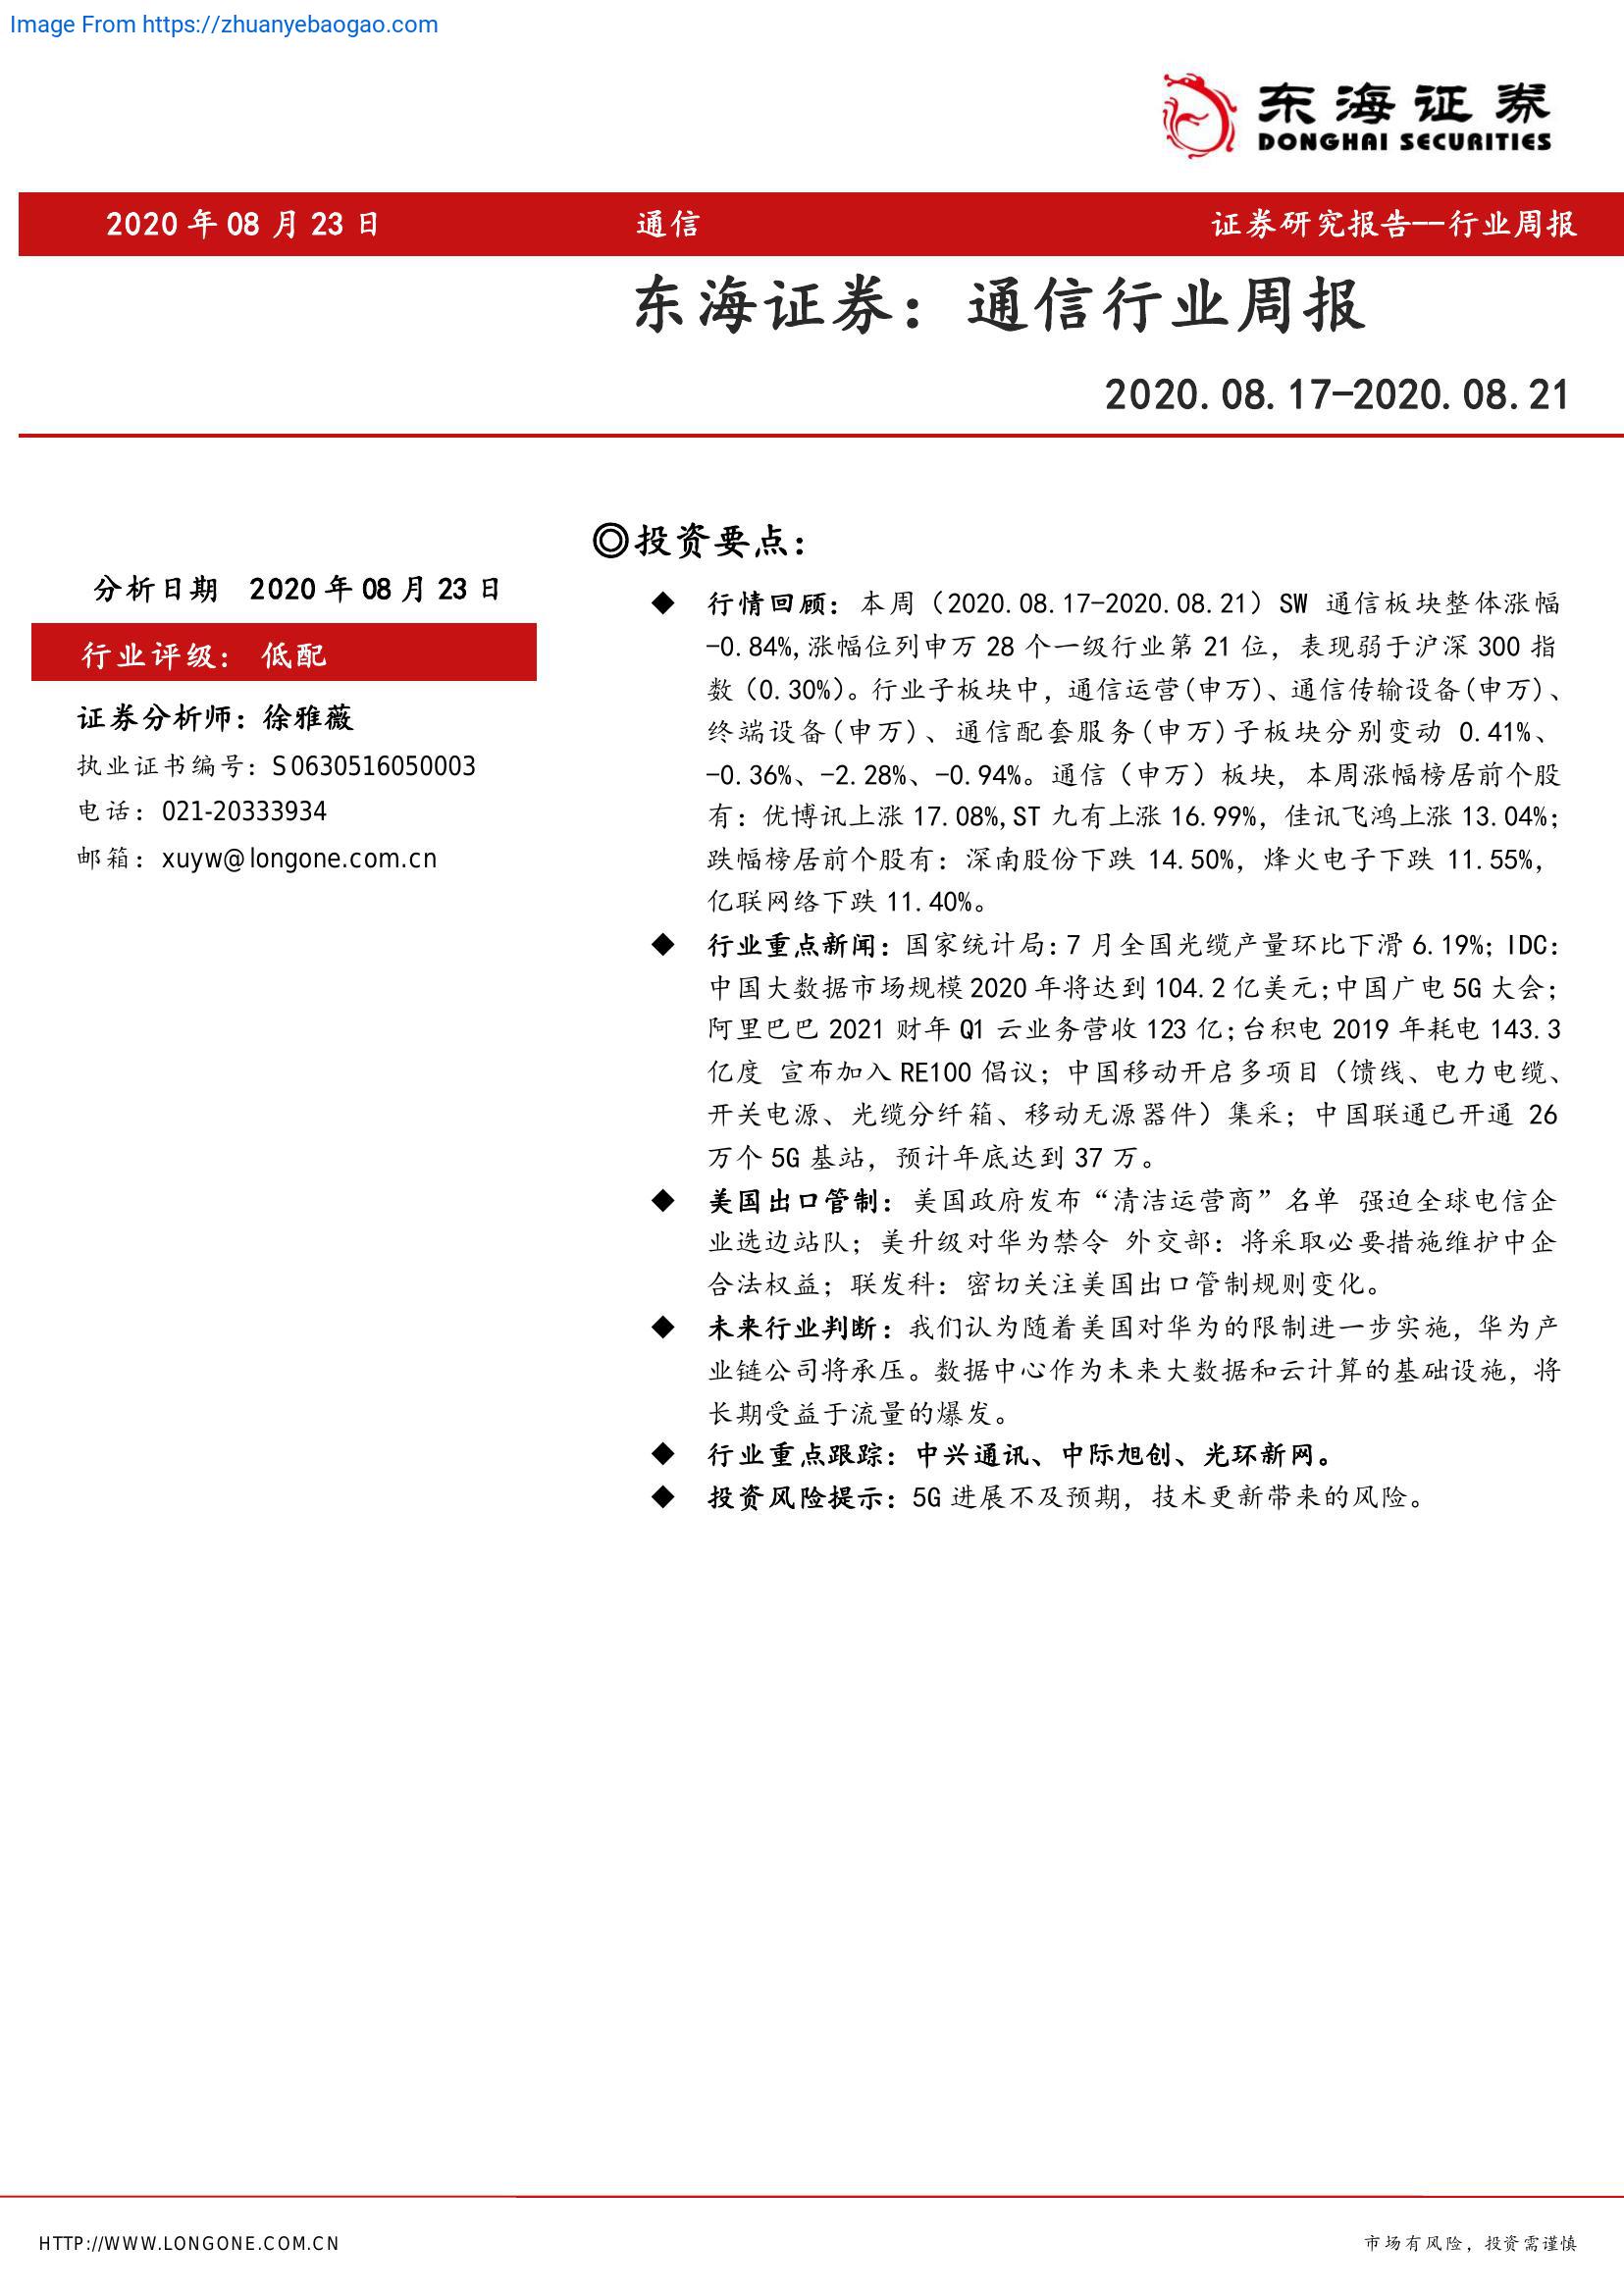 Image From https://zhuanyebaogao.com
东海证券
DONGHAI SECURITIES
2020 年 08 月 23 日 通信 证券研究报告--行业周报
东海证券：通信行业周报
2020.08.17-2020.08.21
◎投资要点：
分析日期 2020 年 08 月 23 日
行业评级： 低配
证券分析师：徐雅薇
执业证书编号：S0630516050003
电话：021-20333934
邮箱：xuyw@longone.com.cn
◆ 行情回顾：本周（2020.08.17-2020.08.21）SW 通信板块整体涨幅
-0.84%,涨幅位列申万 28 个一级行业第 21 位，表现弱于沪深 300 指
数（0.30%）。行业子板块中，通信运营(申万)、通信传输设备(申万)、
终端设备(申万)、通信配套服务(申万)子板块分别变动 0.41%、
-0.36%、-2.28%、-0.94%。通信（申万）板块，本周涨幅榜居前个股
有：优博讯上涨 17.08%,ST 九有上涨 16.99%，佳讯飞鸿上涨 13.04%；
跌幅榜居前个股有：深南股份下跌 14.50%，烽火电子下跌 11.55%，
亿联网络下跌 11.40%。
◆ 行业重点新闻：国家统计局:7 月全国光缆产量环比下滑 6.19%；IDC：
中国大数据市场规模 2020 年将达到 104.2 亿美元;中国广电 5G 大会；
阿里巴巴 2021 财年 Q1 云业务营收 123 亿;台积电 2019 年耗电 143.3
亿度 宣布加入 RE100 倡议；中国移动开启多项目（馈线、电力电缆、
开关电源、光缆分纤箱、移动无源器件）集采；中国联通已开通 26
万个 5G 基站，预计年底达到 37 万。
◆ 美国出口管制：美国政府发布“清洁运营商”名单 强迫全球电信企
业选边站队；美升级对华为禁令 外交部：将采取必要措施维护中企
合法权益；联发科：密切关注美国出口管制规则变化。
◆ 未来行业判断：我们认为随着美国对华为的限制进一步实施，华为产
业链公司将承压。数据中心作为未来大数据和云计算的基础设施，将
长期受益于流量的爆发。
◆ 行业重点跟踪：中兴通讯、中际旭创、光环新网。
◆ 投资风险提示：5G 进展不及预期，技术更新带来的风险。
HTTP://WWW.LONGONE.COM.CN 市场有风险，投资需谨慎